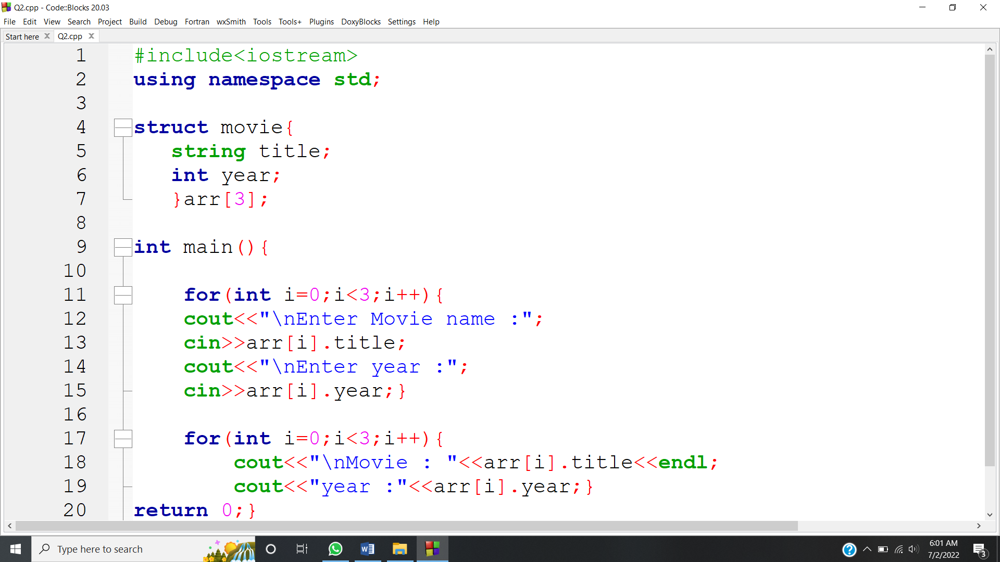 Q2.cpp - Code::Blocks 20.03
File Edit View Search Project Build Debug Fortran wxSmith Tools Tools+ Plugins DoxyBlocks Settings Help
Start here Q2.cpp
1 #include<iostream>
2 using namespace std;
3
4 struct movie{
5 string title;
6 int year;
7 }arr[3];
8
9 int main(){
10
11 for(int i=0;i<3;i++){
12 cout<<"\nEnter Movie name :";
13 cin>>arr[i].title;
14 cout<<"\nEnter year :";
15 cin>>arr[i].year;}
16
17 for(int i=0;i<3;i++){
18 cout<<"\nMovie : "<<arr[i].title<<endl;
19 cout<<"year :"<<arr[i].year;}
20 return 0;}
Type here to search
6:01 AM
7/2/2022
3